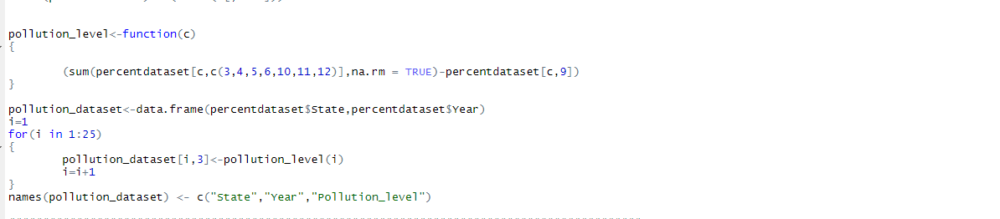 pollution_level<-function(c)
{
(sum(percentdataset[c,c(3,4,5,6,10,11,12)],na.rm = TRUE)-percentdataset[c,9])
}
pollution_dataset<-data.frame(percentdataset$State,percentdataset$Year)
i=1
for(i in 1:25)
{
pollution_dataset[i,3]<-pollution_level(i)
i=i+1
}
names(pollution_dataset) <- c("State","Year","Pollution_level")